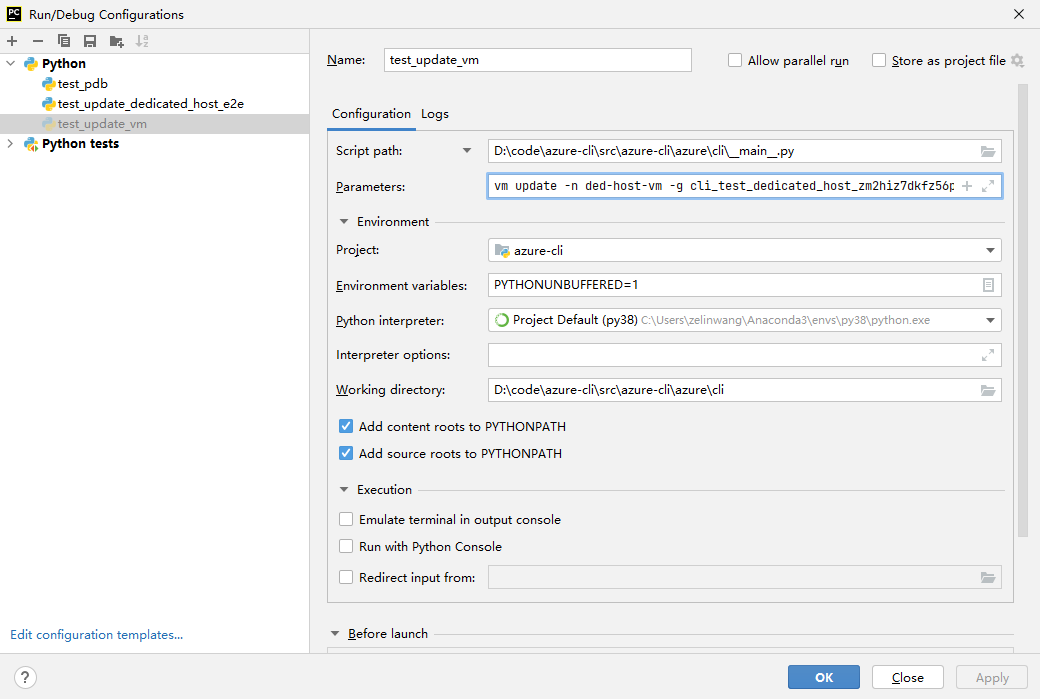 PC Run/Debug Configurations
Python
test_pdb
test_update_dedicated_host_e2e
test_update_vm
Python tests
Edit configuration templates...
Name: test_update_vm Allow parallel run Store as project file
Configuration Logs
Script path: D:\code\azure-cli\src\azure-cli\azure\cli\__main__.py
Parameters: vm update -n ded-host-vm -g cli_test_dedicated_host_zm2hiz7dkfz56p
Environment
Project: azure-cli
Environment variables: PYTHONUNBUFFERED=1
Python interpreter: Project Default (py38) C:\Users\zelinwang\Anaconda3\envs\py38\python.exe
Interpreter options:
Working directory: D:\code\azure-cli\src\azure-cli\azure\cli
Add content roots to PYTHONPATH
Add source roots to PYTHONPATH
Execution
Emulate terminal in output console
Run with Python Console
Redirect input from:
Before launch
? OK Close Apply